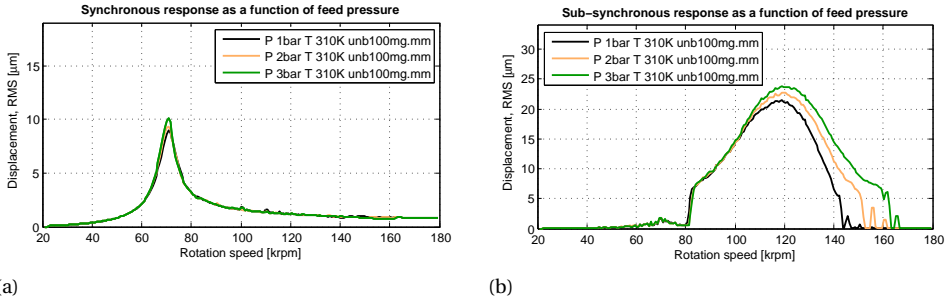 Synchronous response as a function of feed pressure
Displacement, RMS [µm]
15
10
5
0
P 1bar T 310K unb100mg.mm
P 2bar T 310K unb100mg.mm
P 3bar T 310K unb100mg.mm
20 40 60 80 100 120 140 160 180
Rotation speed [krpm]
(a)
Sub−synchronous response as a function of feed pressure
Displacement, RMS [µm]
30
25
20
15
10
5
0
P 1bar T 310K unb100mg.mm
P 2bar T 310K unb100mg.mm
P 3bar T 310K unb100mg.mm
20 40 60 80 100 120 140 160 180
Rotation speed [krpm]
(b)